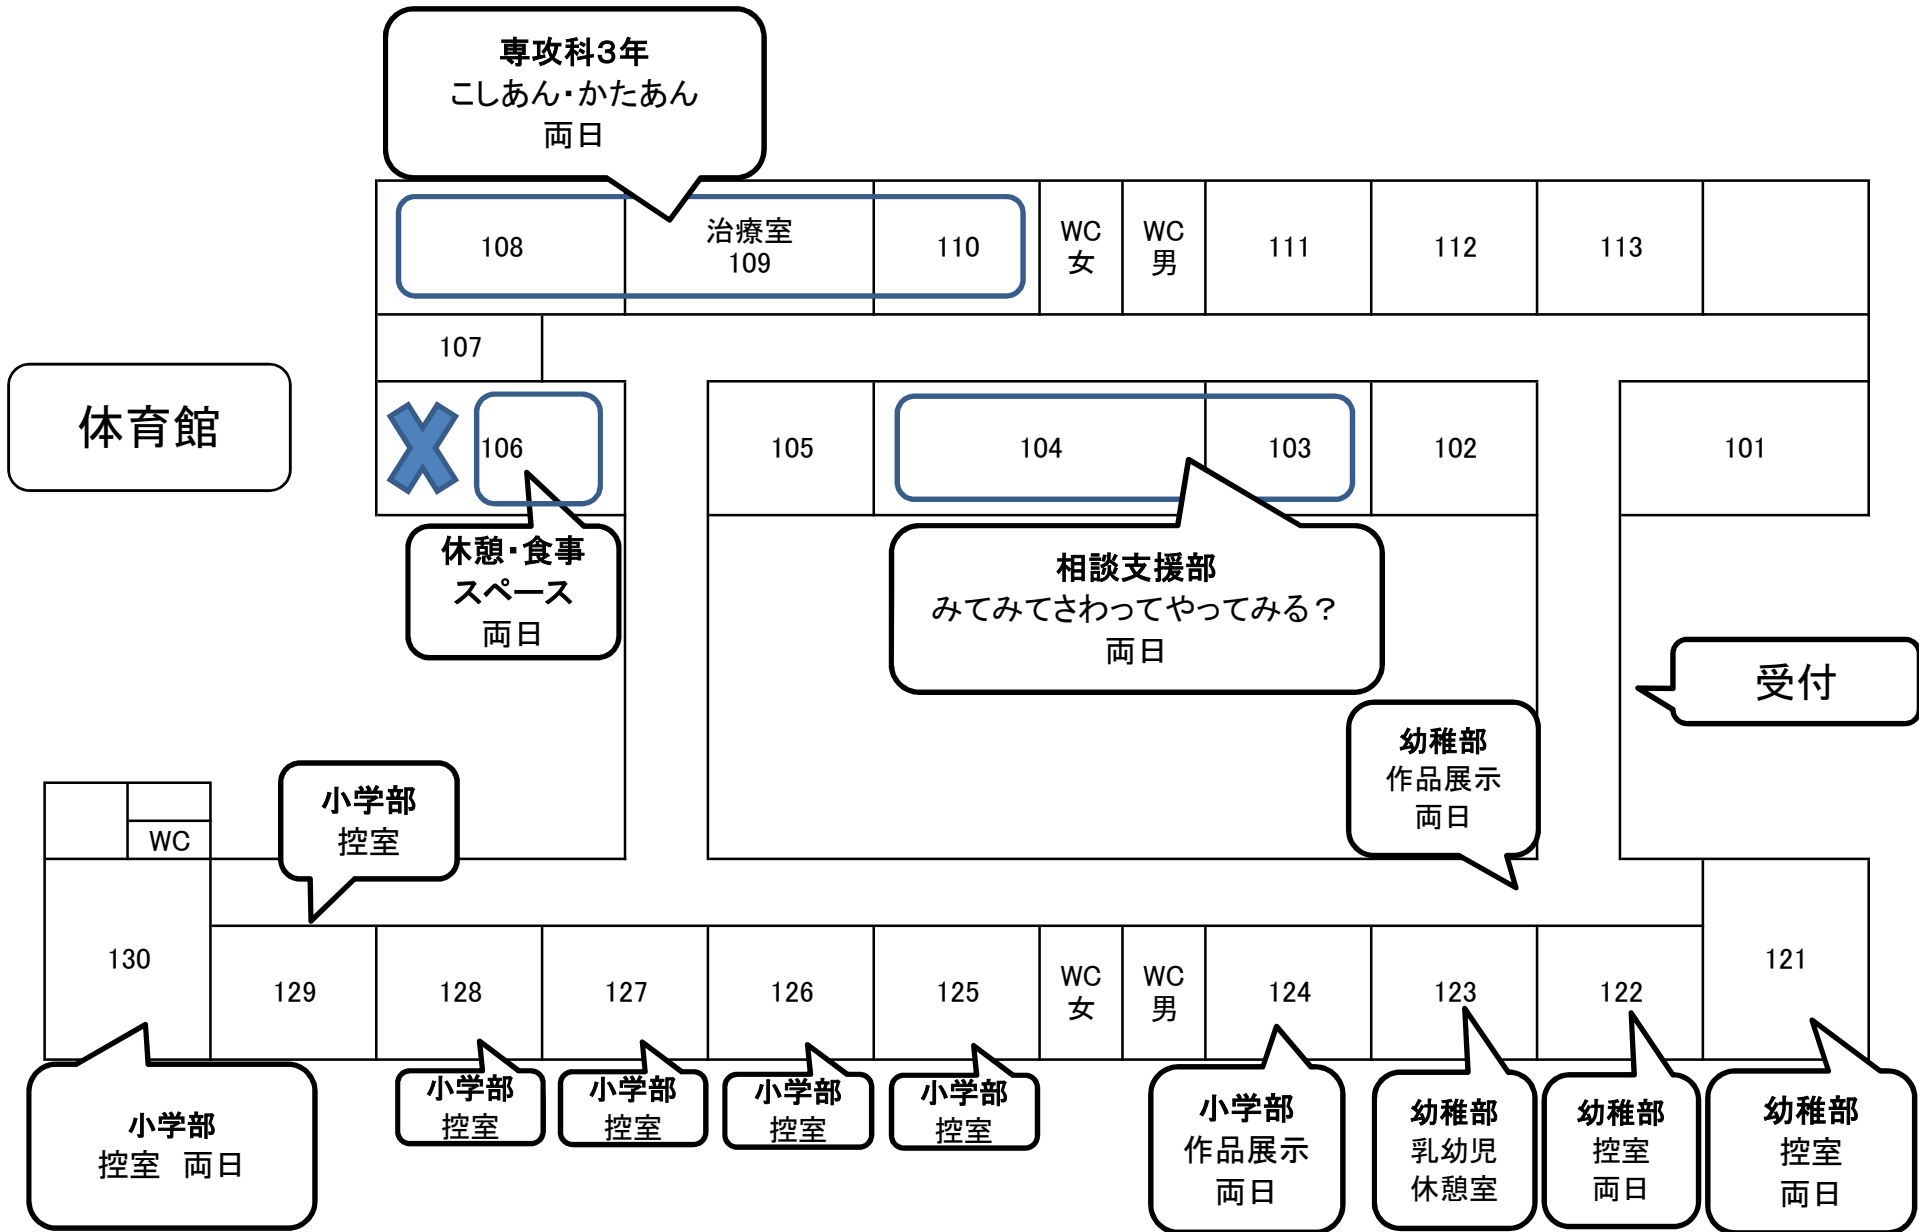 専攻科3年
こしあん・かたあん
両日
108
治療室
109
110
WC
女
WC
男
111
112
113
107
体育館
106
105
104
103
102
101
休憩・食事
スペース
両日
相談支援部
みてみてさわってやってみる？
両日
受付
幼稚部
作品展示
両日
小学部
控室
WC
130
129
128
127
126
125
WC
女
WC
男
124
123
122
121
小学部
控室　両日
小学部
控室
小学部
控室
小学部
控室
小学部
控室
小学部
作品展示
両日
幼稚部
乳幼児
休憩室
幼稚部
控室
両日
幼稚部
控室
両日